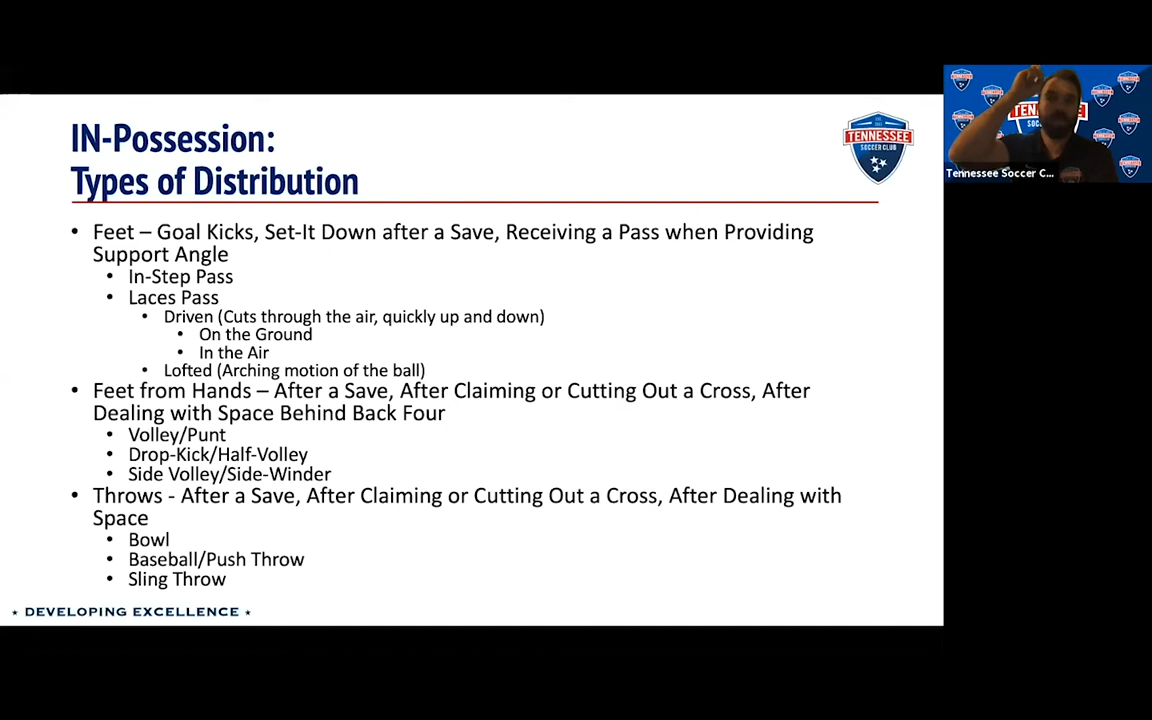 IN-Possession:
Types of Distribution
TENNESSEE
SOCCER CLUB
• Feet – Goal Kicks, Set-It Down after a Save, Receiving a Pass when Providing
Support Angle
• In-Step Pass
• Laces Pass
• Driven (Cuts through the air, quickly up and down)
• On the Ground
• In the Air
• Lofted (Arching motion of the ball)
• Feet from Hands – After a Save, After Claiming or Cutting Out a Cross, After
Dealing with Space Behind Back Four
• Volley/Punt
• Drop-Kick/Half-Volley
• Side Volley/Side-Winder
• Throws - After a Save, After Claiming or Cutting Out a Cross, After Dealing with
Space
• Bowl
• Baseball/Push Throw
• Sling Throw
★ DEVELOPING EXCELLENCE ★
Tennessee Soccer C...